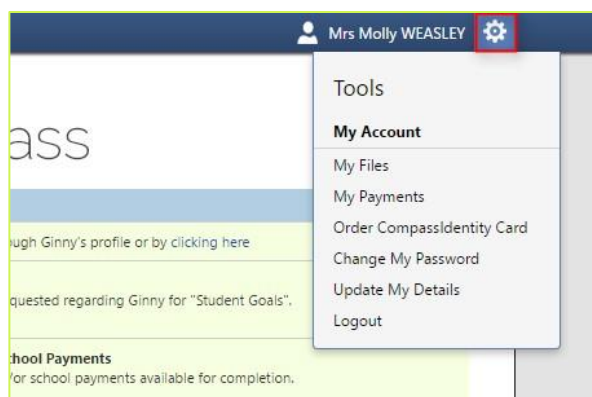 Mrs Molly WEASLEY
Tools
My Account
My Files
My Payments
Order CompassIdentity Card
Change My Password
Update My Details
Logout
ass
ugh Ginny's profile or by clicking here
quested regarding Ginny for "Student Goals".
hool Payments
/or school payments available for completion.